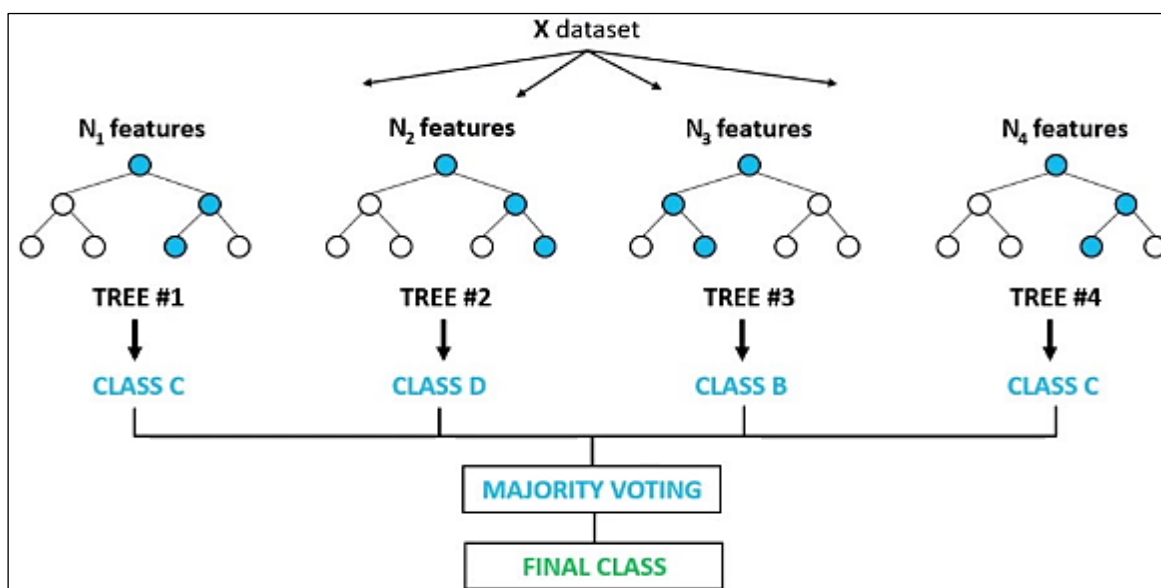 X dataset
N₁ features
N₂ features
N₃ features
N₄ features
TREE #1
TREE #2
TREE #3
TREE #4
CLASS C
CLASS D
CLASS B
CLASS C
MAJORITY VOTING
FINAL CLASS